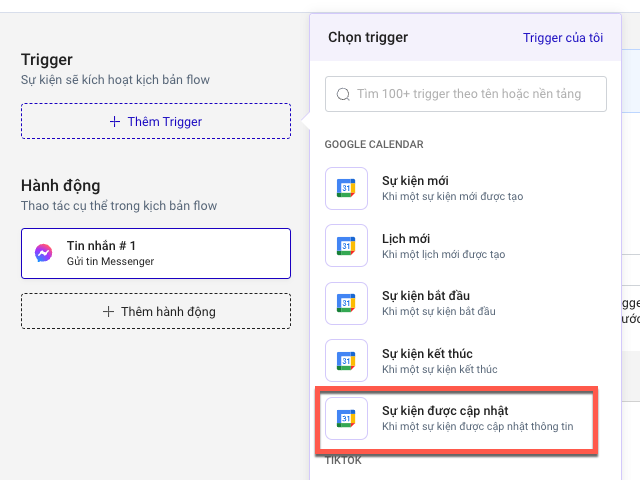 Trigger
Sự kiện sẽ kích hoạt kịch bản flow
+ Thêm Trigger
Hành động
Thao tác cụ thể trong kịch bản flow
Tin nhắn # 1
Gửi tin Messenger
+ Thêm hành động
Chọn trigger
Trigger của tôi
Tìm 100+ trigger theo tên hoặc nền tảng
GOOGLE CALENDAR
31
Sự kiện mới
Khi một sự kiện mới được tạo
31
Lịch mới
Khi một lịch mới được tạo
31
Sự kiện bắt đầu
Khi một sự kiện bắt đầu
31
Sự kiện kết thúc
Khi một sự kiện kết thúc
31
Sự kiện được cập nhật
Khi một sự kiện được cập nhật thông tin
TIKTOK